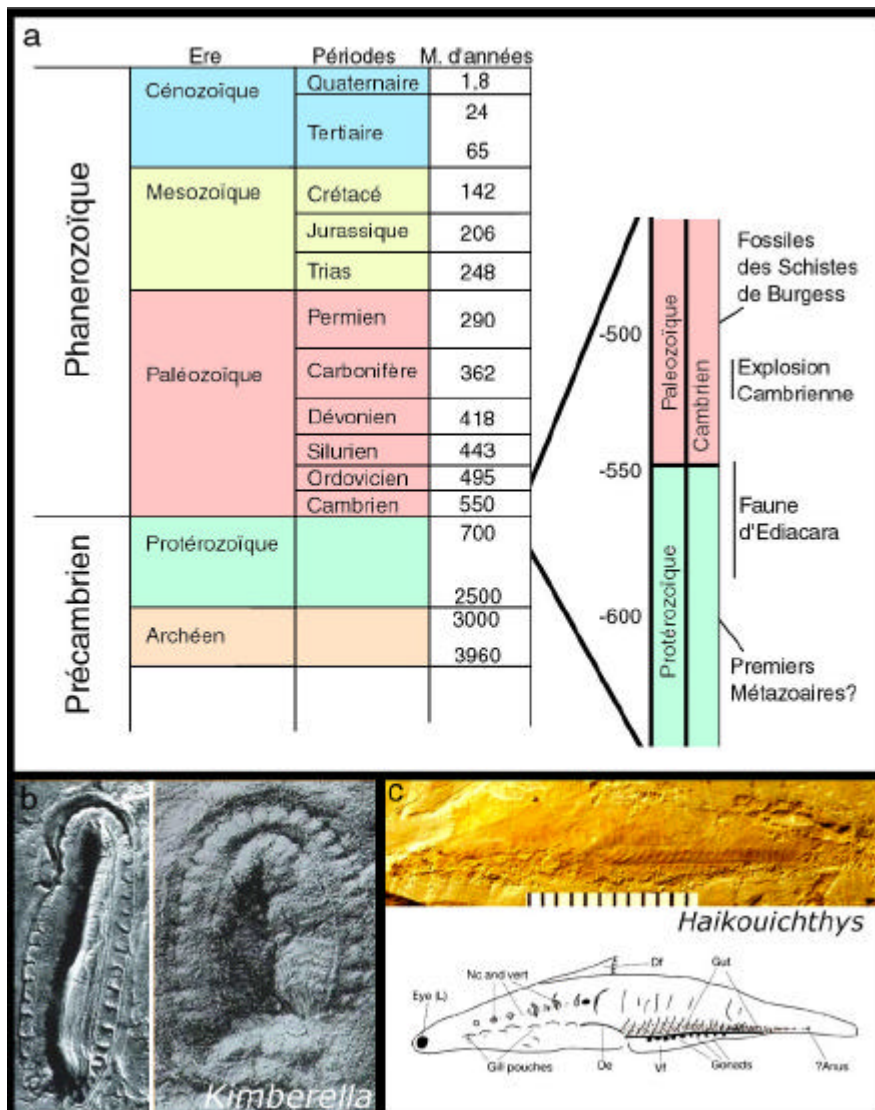 a
Ere Périodes M. d'années
Phanerozoïque
Cénozoïque
Quaternaire 1.8
Tertiaire
24
65
Mesozoïque
Crétacé 142
Jurassique 206
Trias 248
Paléozoïque
Permien 290
Carbonifère 362
Dévonien 418
Silurien 443
Ordovicien 495
Cambrien 550
Précambrien
Protérozoïque
700
2500
Archéen
3000
3960
-500
-550
-600
Paleozoïque
Cambrien
Protérozoïque
Fossiles
des Schistes
de Burgess
Explosion
Cambrienne
Faune
d'Ediacara
Premiers
Métazoaires?
b
Kimberella
c
Haikouichthys
Df
Gut
Nc and vert
Eye (L)
Gill pouches
De
Vf
Gonads
?Anus